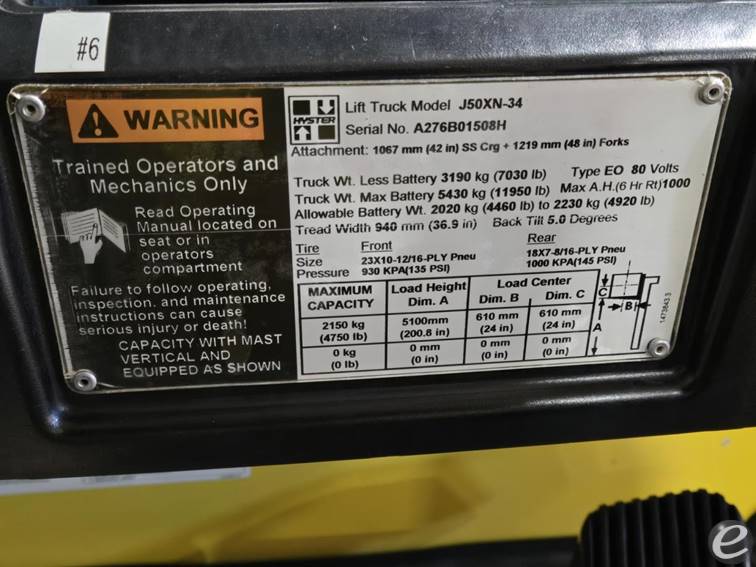 #6
WARNING
Trained Operators and
Mechanics Only
Read Operating
Manual located on
seat or in
operators
compartment
Failure to follow operating,
inspection, and maintenance
instructions can cause
serious injury or death!
CAPACITY WITH MAST
VERTICAL AND
EQUIPPED AS SHOWN
HYSTER
Lift Truck Model J50XN-34
Serial No. A276B01508H
Attachment: 1067 mm (42 in) SS Crg + 1219 mm (48 in) Forks
Truck Wt. Less Battery 3190 kg (7030 lb) Type EO 80 Volts
Truck Wt. Max Battery 5430 kg (11950 lb) Max A.H.(6 Hr Rt)1000
Allowable Battery Wt. 2020 kg (4460 lb) to 2230 kg (4920 lb)
Tread Width 940 mm (36.9 in) Back Tilt 5.0 Degrees
Tire Front Rear
Size 23X10-12/16-PLY Pneu 18X7-8/16-PLY Pneu
Pressure 930 KPA(135 PSI) 1000 KPA(145 PSI)
MAXIMUM CAPACITY Load Height Dim. A Load Center Dim. B Dim. C
2150 kg 5100mm 610 mm 610 mm
(4750 lb) (200.8 in) (24 in) (24 in)
0 kg 0 mm 0 mm 0 mm
(0 lb) (0 in) (0 in) (0 in)
C
B
A
1473843.3
e